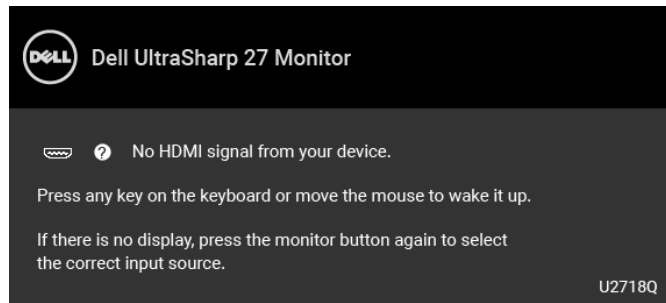 DELL Dell UltraSharp 27 Monitor
? No HDMI signal from your device.
Press any key on the keyboard or move the mouse to wake it up.
If there is no display, press the monitor button again to select
the correct input source.
U2718Q